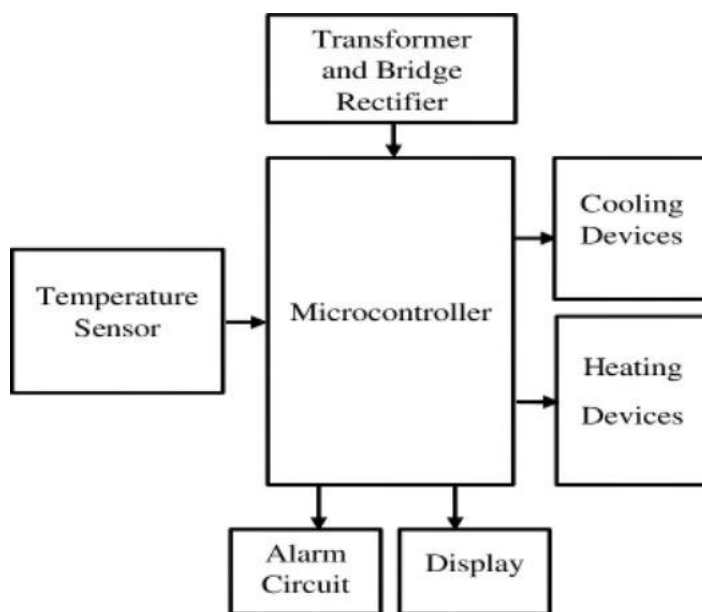 Transformer
and Bridge
Rectifier
Temperature
Sensor
Microcontroller
Cooling
Devices
Heating
Devices
Alarm
Circuit
Display